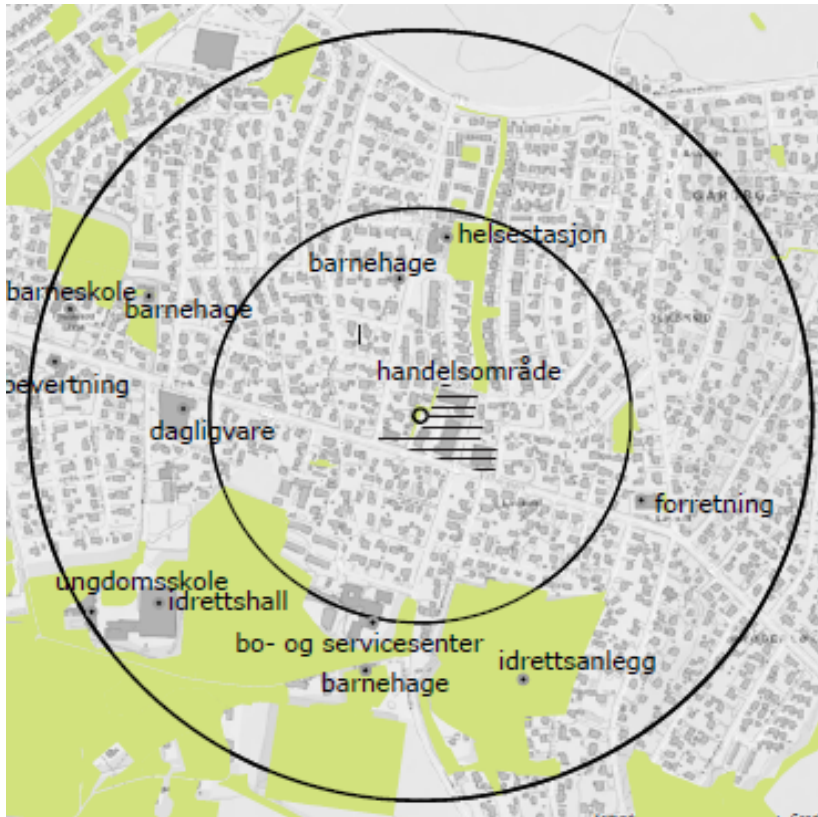 helsestasjon
barnehage
barneskole
barnehage
handelsområde
bevertning
dagligvare
forretning
ungdomsskole
idrettshall
bo- og servicesenter
idrettsanlegg
barnehage